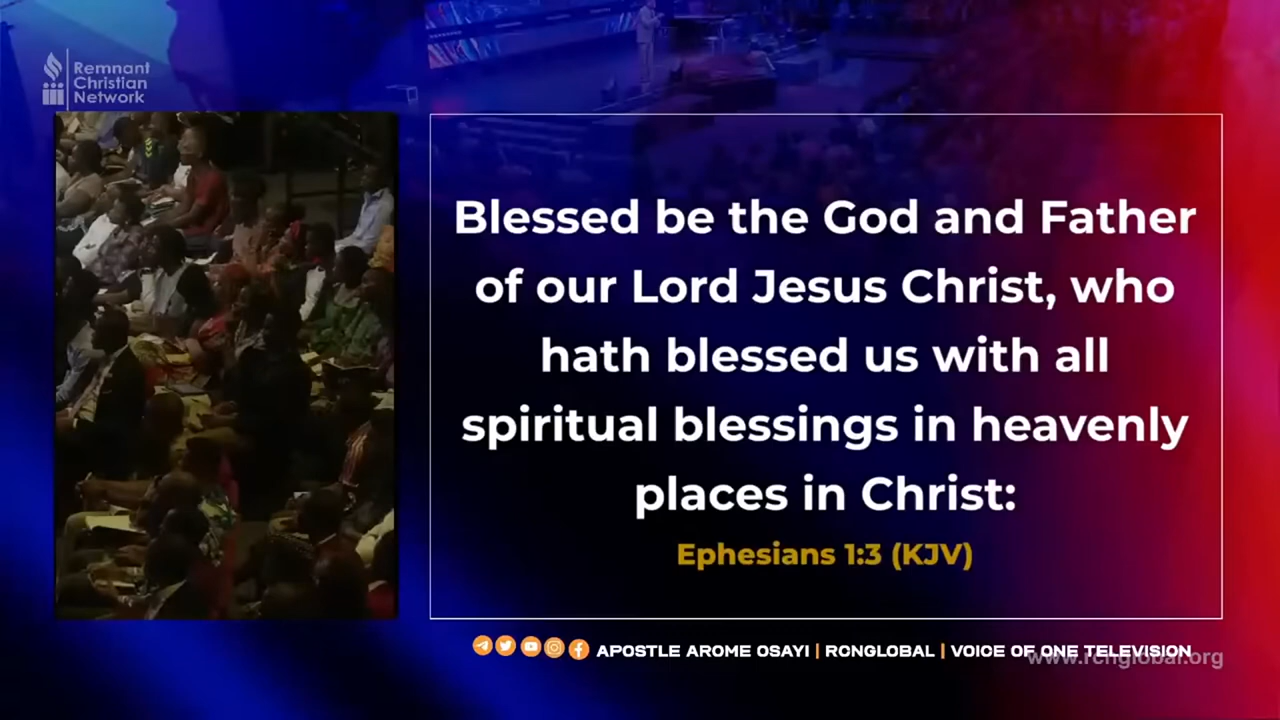 Remnant
Christian
Network
Blessed be the God and Father
of our Lord Jesus Christ, who
hath blessed us with all
spiritual blessings in heavenly
places in Christ:
Ephesians 1:3 (KJV)
APOSTLE AROME OSAYI | RCNGLOBAL | VOICE OF ONE TELEVISION
www.rcnglobal.org